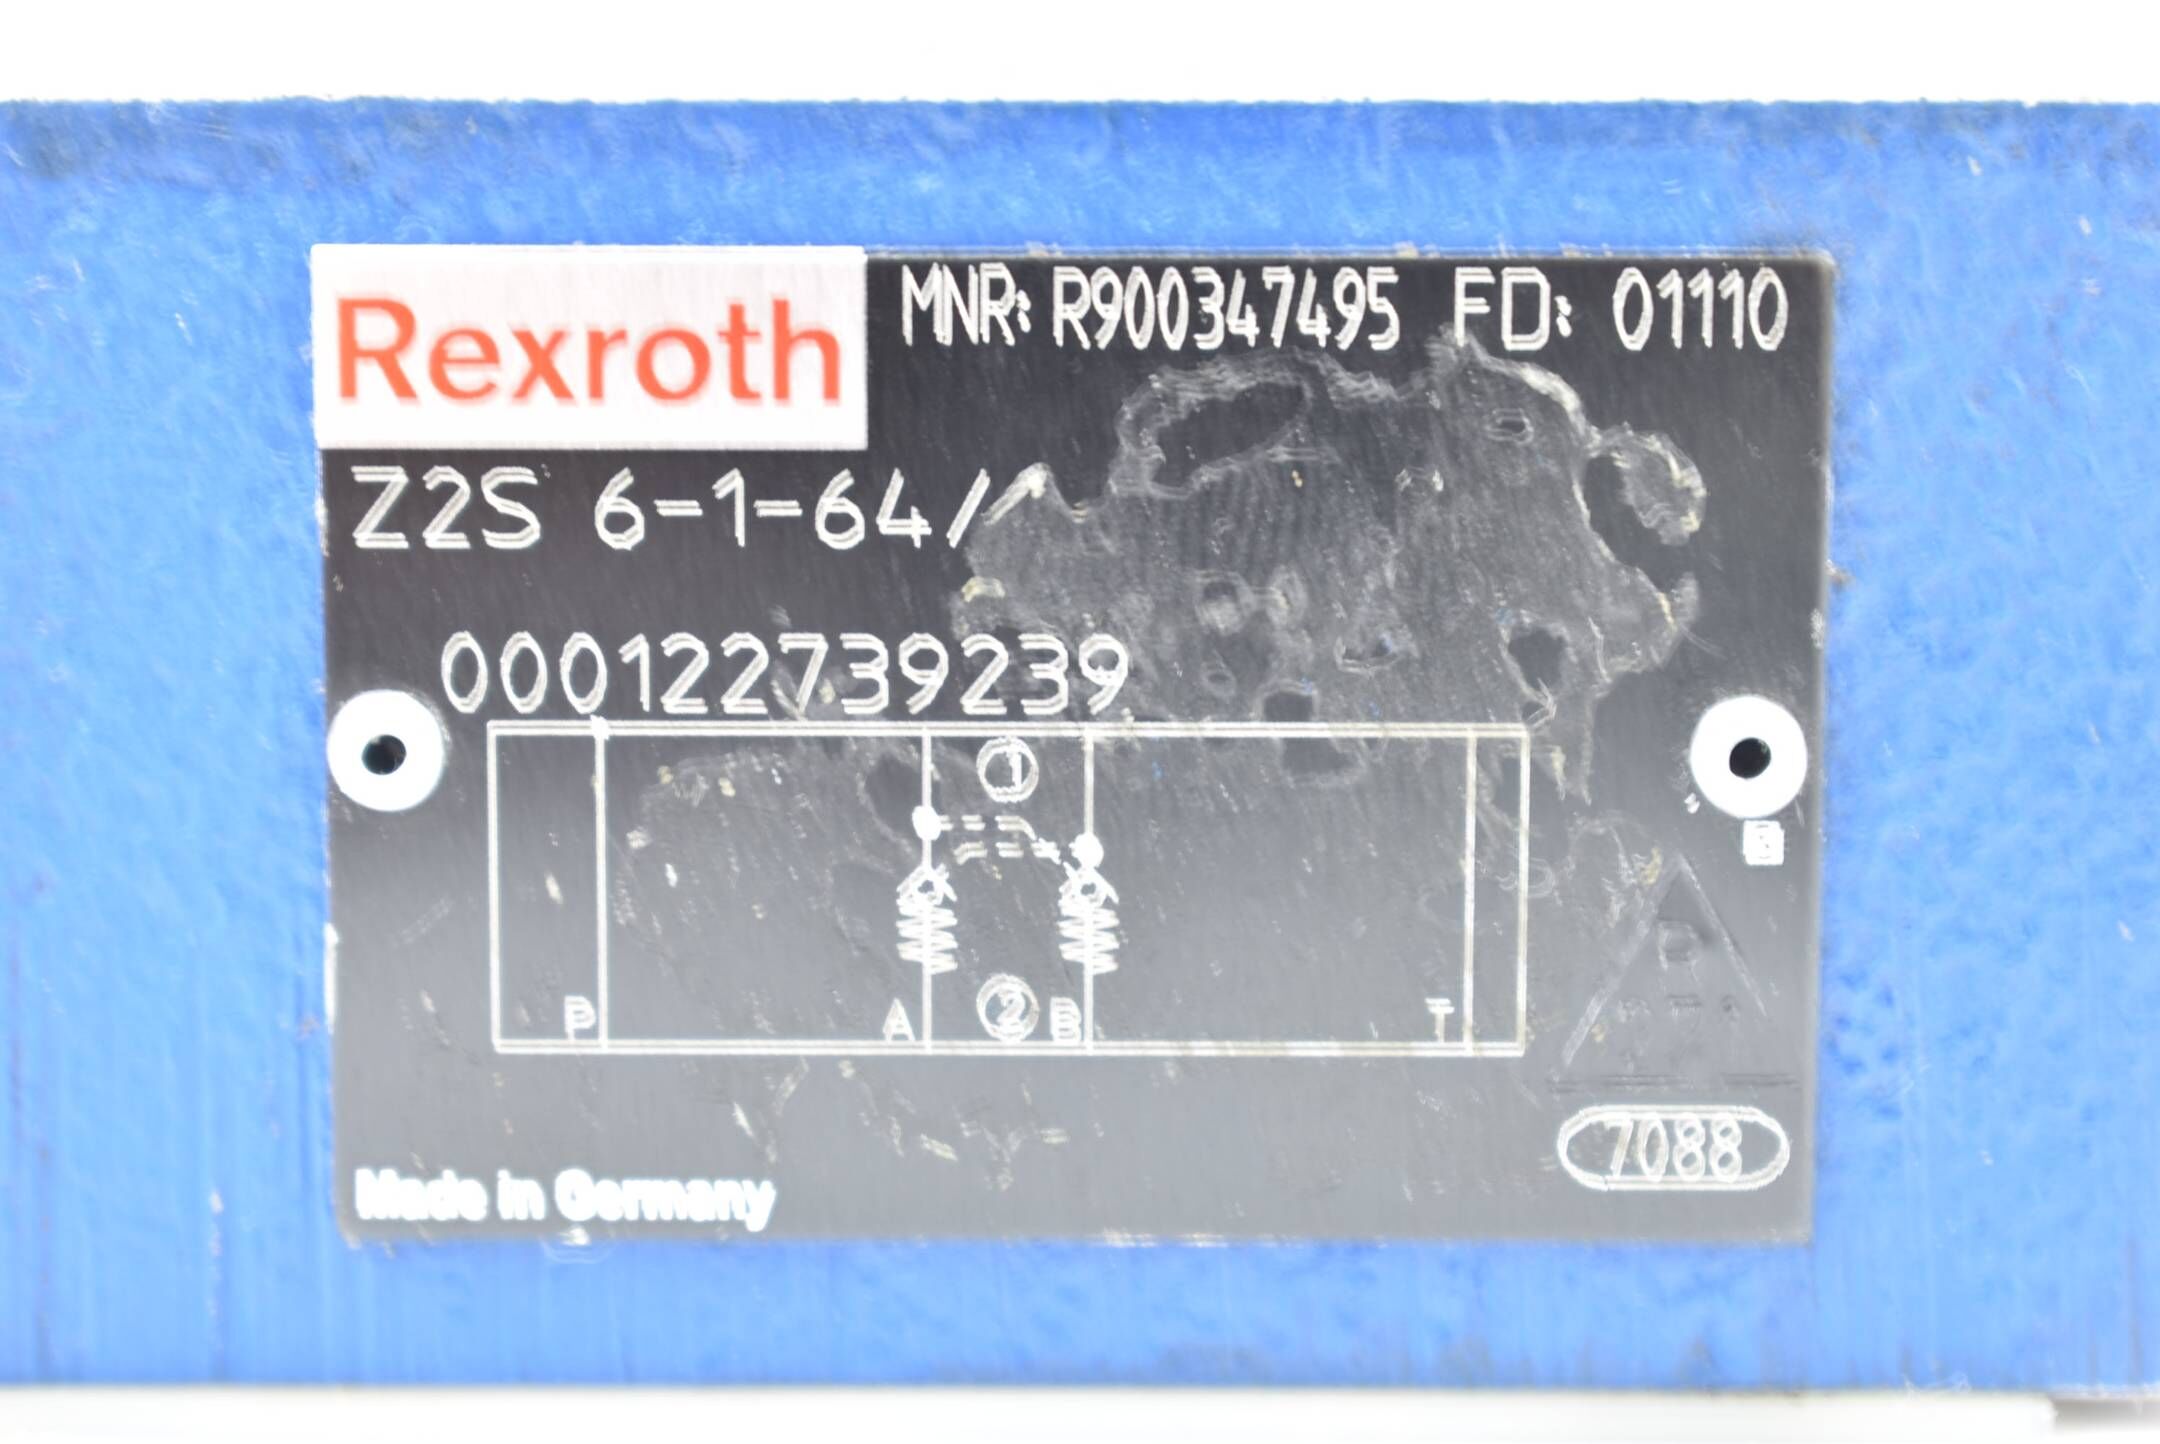 Rexroth
MNR: R900347495 FD: 01110
Z2S 6-1-64/
000122739239
1
P A 2 B T
7088
Made in Germany